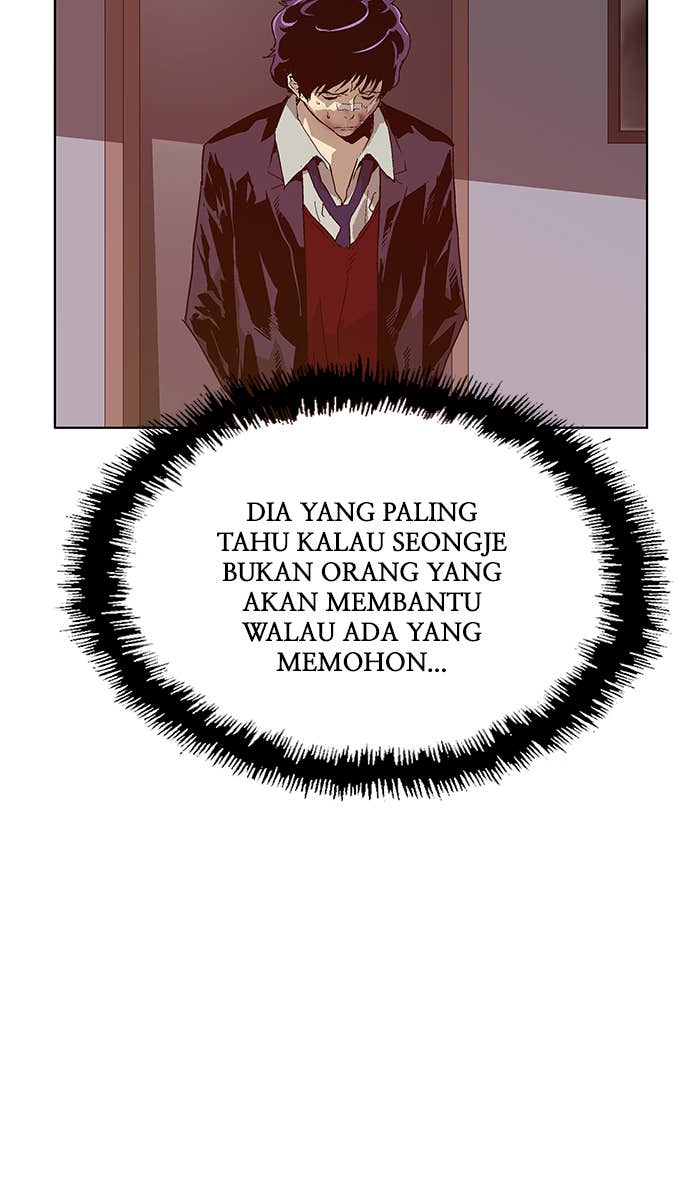 DIA YANG PALING
TAHU KALAU SEONGJE
BUKAN ORANG YANG
AKAN MEMBANTU
WALAU ADA YANG
MEMOHON...